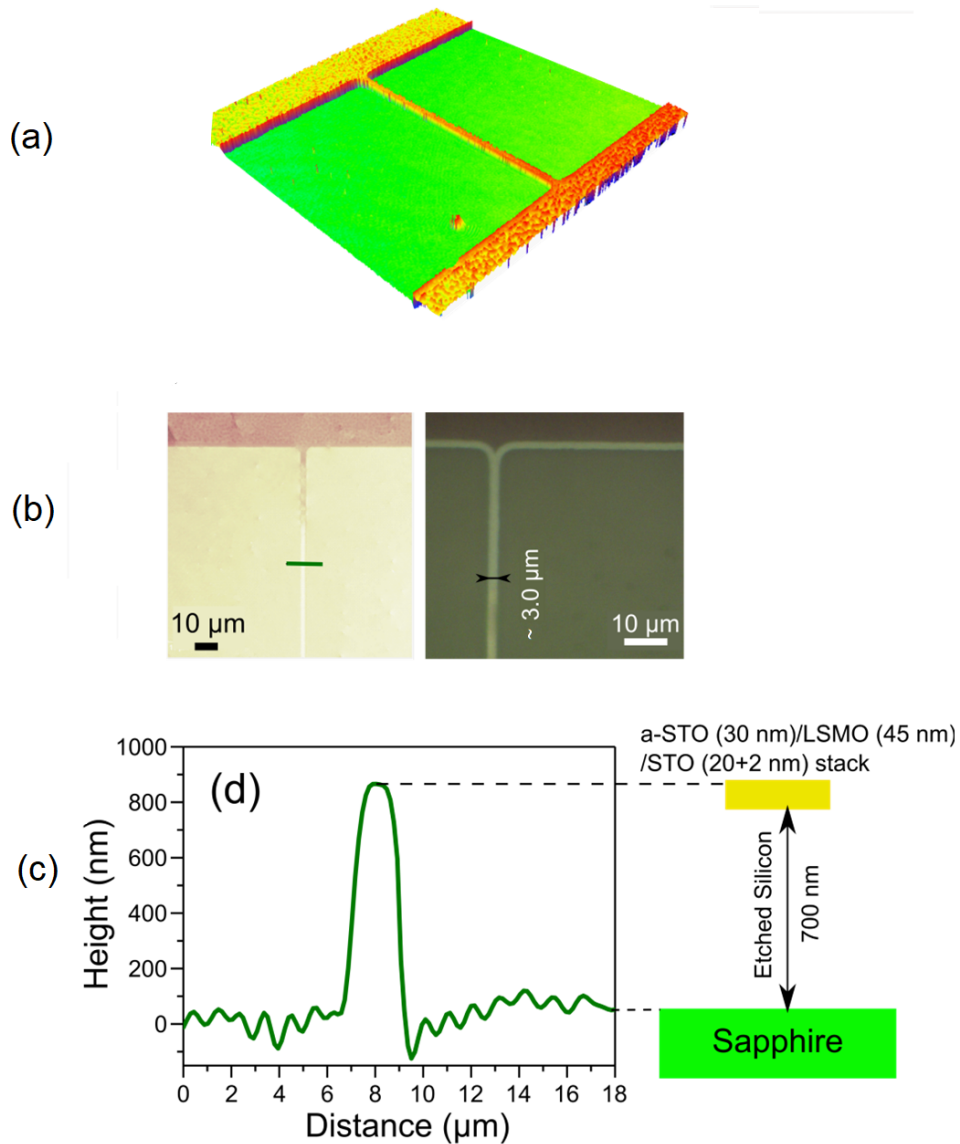 (a)
(b)
10 µm
~ 3.0 µm
10 µm
a-STO (30 nm)/LSMO (45 nm)
/STO (20+2 nm) stack
(c)
(d)
Height (nm)
1000
800
600
400
200
0
0 2 4 6 8 10 12 14 16 18
Distance (µm)
Etched Silicon
700 nm
Sapphire